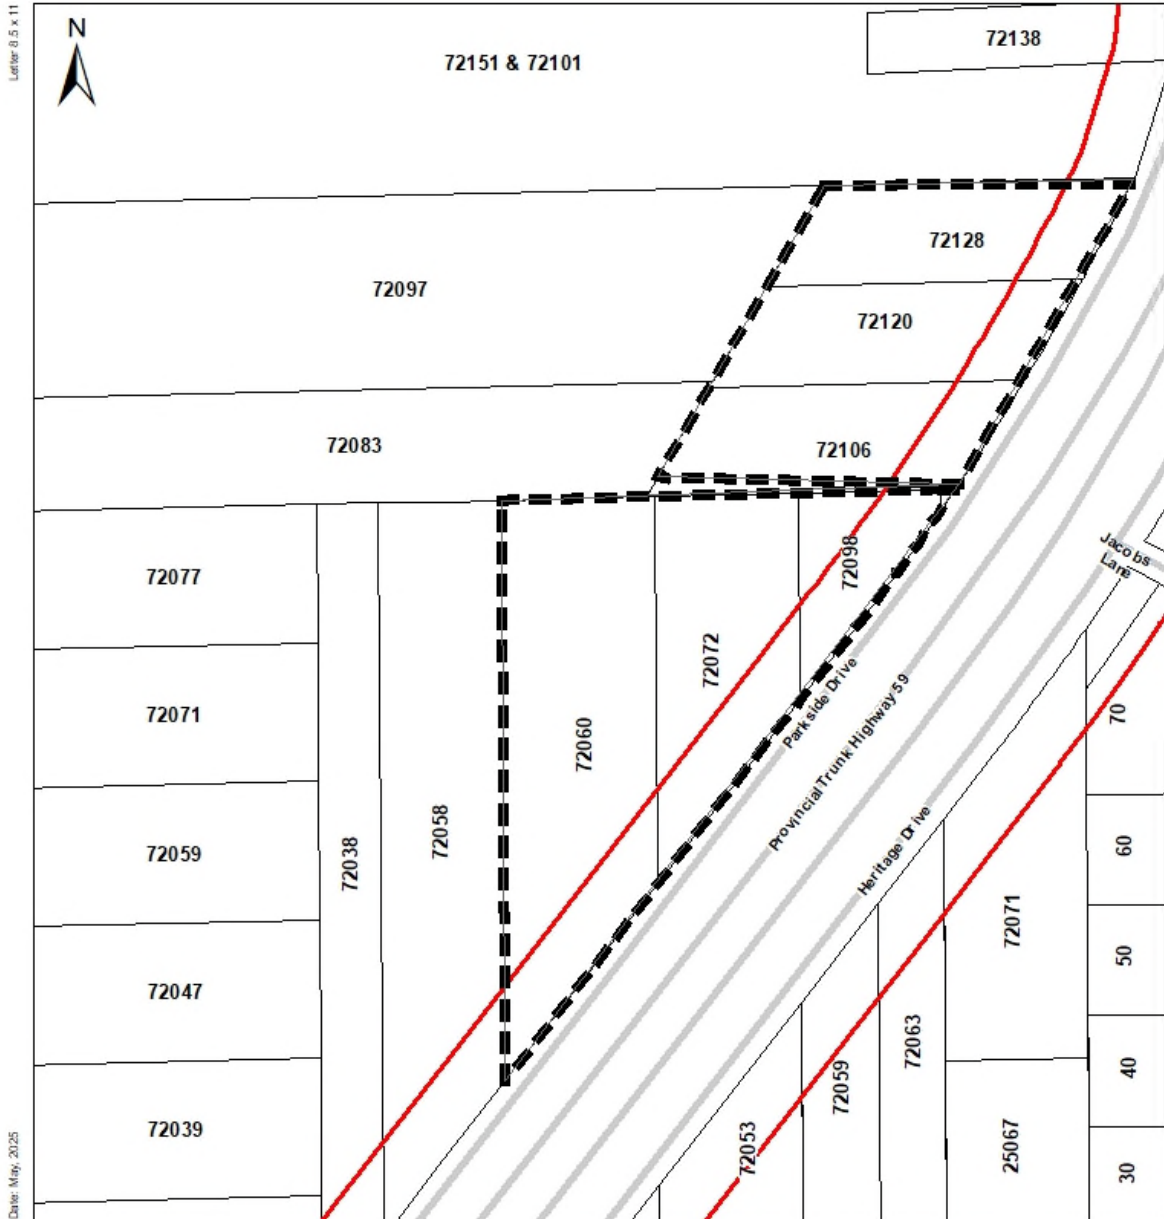 Letter 8.5 x 11
N
72138
72151 & 72101
72128
72097
72120
72083
72106
72098
Jacobs
Lane
72077
72072
72071
Parkside Drive
Provincial Trunk Highway 59
70
72060
72058
72059
72038
Heritage Drive
60
72071
50
72047
72063
72059
40
72039
72053
25067
30
Date: May, 2025